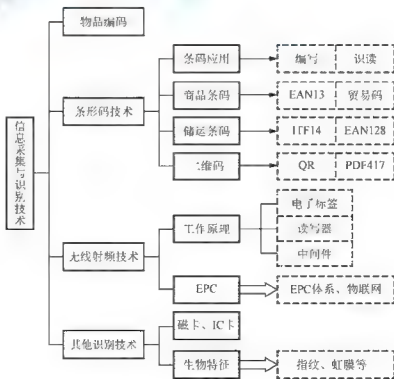 信息采集与识别技术
物品编码
条形码技术
条码应用
编写 识读
商品条码
EAN13 贸易码
储运条码
ITF14 EAN128
二维码
QR PDF417
无线射频技术
工作原理
电子标签
读写器
中间件
EPC
EPC体系、物联网
其他识别技术
磁卡、IC卡
生物特征
指纹、虹膜等